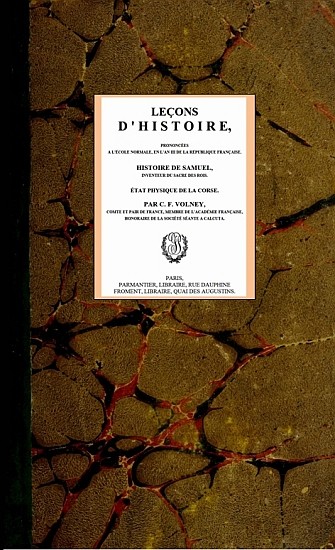 LEÇONS
D'HISTOIRE,
PRONONCÉES
A L'ÉCOLE NORMALE, EN L'AN III DE LA RÉPUBLIQUE FRANÇAISE.
HISTOIRE DE SAMUEL,
INVENTEUR DU SACRE DES ROIS.
ÉTAT PHYSIQUE DE LA CORSE.
PAR C. F. VOLNEY,
COMTE ET PAIR DE FRANCE, MEMBRE DE L'ACADÉMIE FRANÇAISE,
HONORAIRE DE LA SOCIÉTÉ SÉANTE A CALCUTA.
PARIS,
PARMANTIER, LIBRAIRE, RUE DAUPHINE
FROMENT, LIBRAIRE, QUAI DES AUGUSTINS.